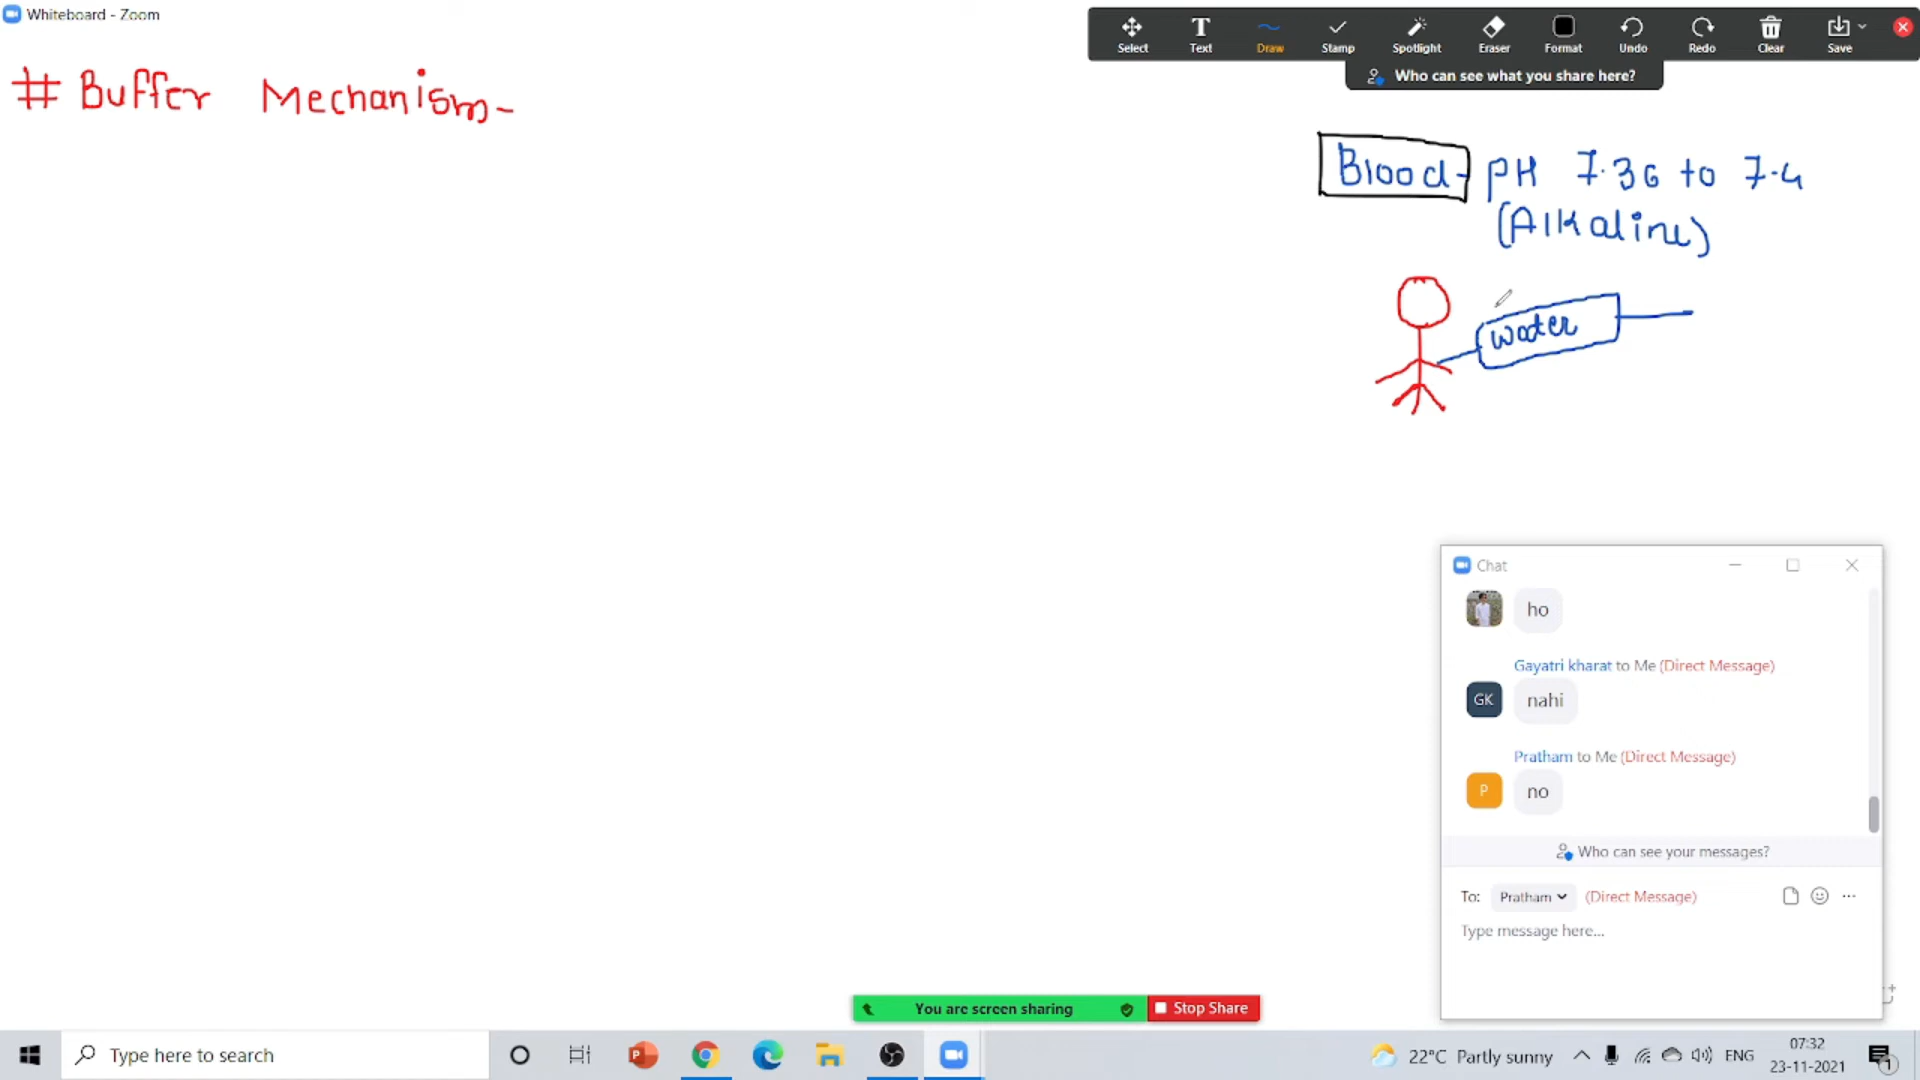 Whiteboard - Zoom
Select Text Draw Stamp Spotlight Eraser Format Undo Redo Clear Save
Who can see what you share here?
# Buffer Mechanism-
Blood- pH 7.36 to 7.4
(Alkaline)
water
Chat
ho
Gayatri kharat to Me (Direct Message)
GK nahi
Pratham to Me (Direct Message)
P no
Who can see your messages?
To: Pratham (Direct Message)
Type message here...
You are screen sharing Stop Share
Type here to search
22°C Partly sunny ENG 07:32
23-11-2021
1